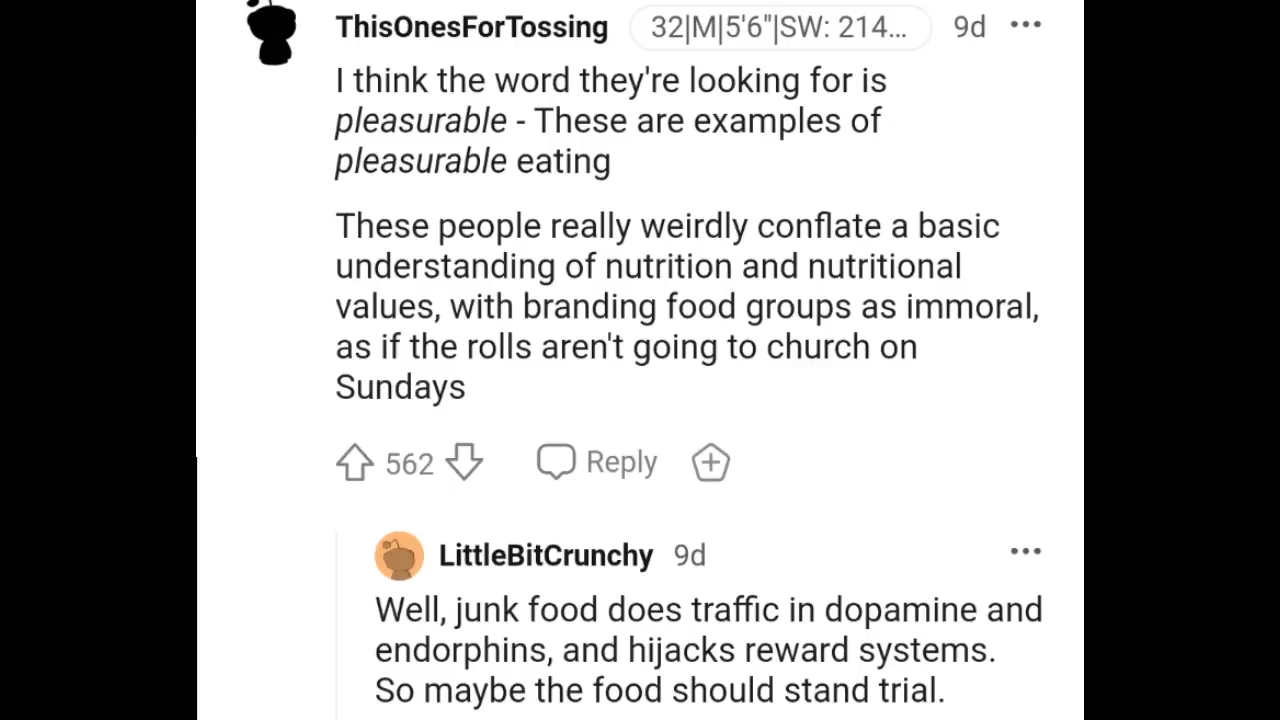 ThisOnesForTossing 32|M|5'6"|SW: 214... 9d
I think the word they're looking for is
pleasurable - These are examples of
pleasurable eating
These people really weirdly conflate a basic
understanding of nutrition and nutritional
values, with branding food groups as immoral,
as if the rolls aren't going to church on
Sundays
562 Reply
LittleBitCrunchy 9d
Well, junk food does traffic in dopamine and
endorphins, and hijacks reward systems.
So maybe the food should stand trial.